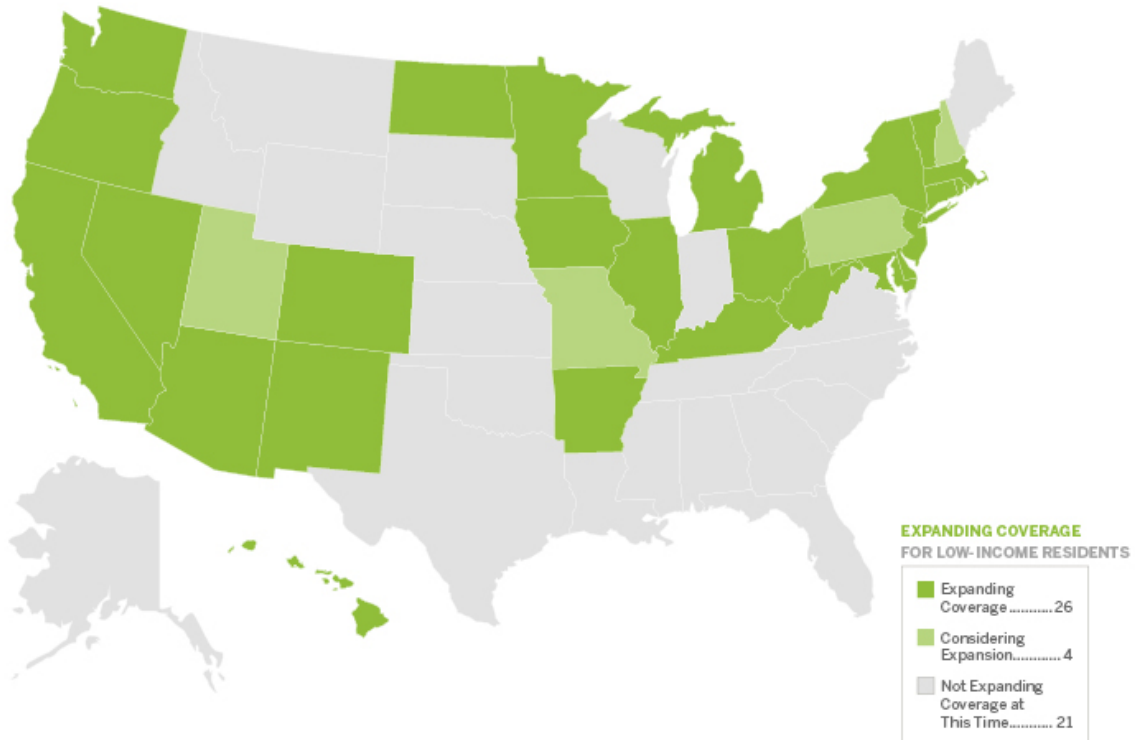 EXPANDING COVERAGE
FOR LOW-INCOME RESIDENTS
Expanding
Coverage............26
Considering
Expansion.............4
Not Expanding
Coverage at
This Time...........21